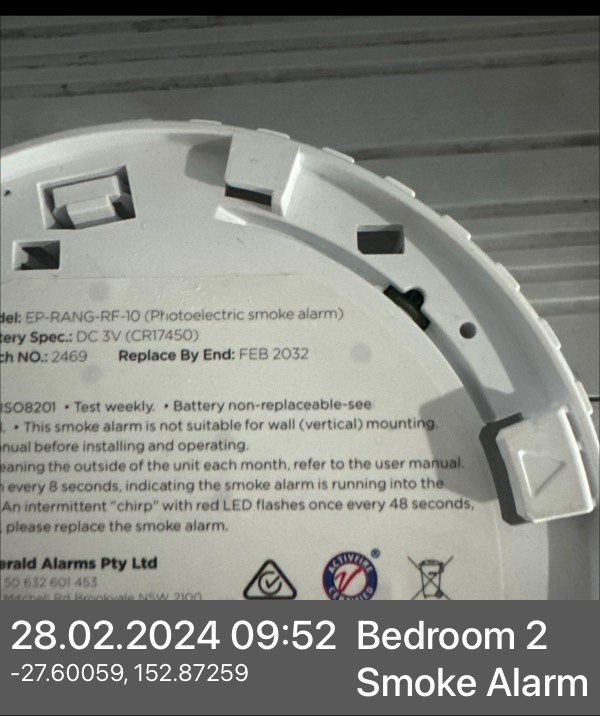 del: EP-RANG-RF-10 (Photoelectric smoke alarm)
tery Spec.: DC 3V (CR17450)
ch NO.: 2469 Replace By End: FEB 2032
ISO8201 • Test weekly. • Battery non-replaceable-see
. • This smoke alarm is not suitable for wall (vertical) mounting.
nual before installing and operating.
eaning the outside of the unit each month, refer to the user manual.
every 8 seconds, indicating the smoke alarm is running into the
An intermittent "chirp" with red LED flashes once every 48 seconds,
, please replace the smoke alarm.
erald Alarms Pty Ltd
50 632 601 453
Mitchell Rd Brookvale NSW 2100
ACTIVFIRE
CERTIFIED
®
28.02.2024 09:52 Bedroom 2
-27.60059, 152.87259 Smoke Alarm